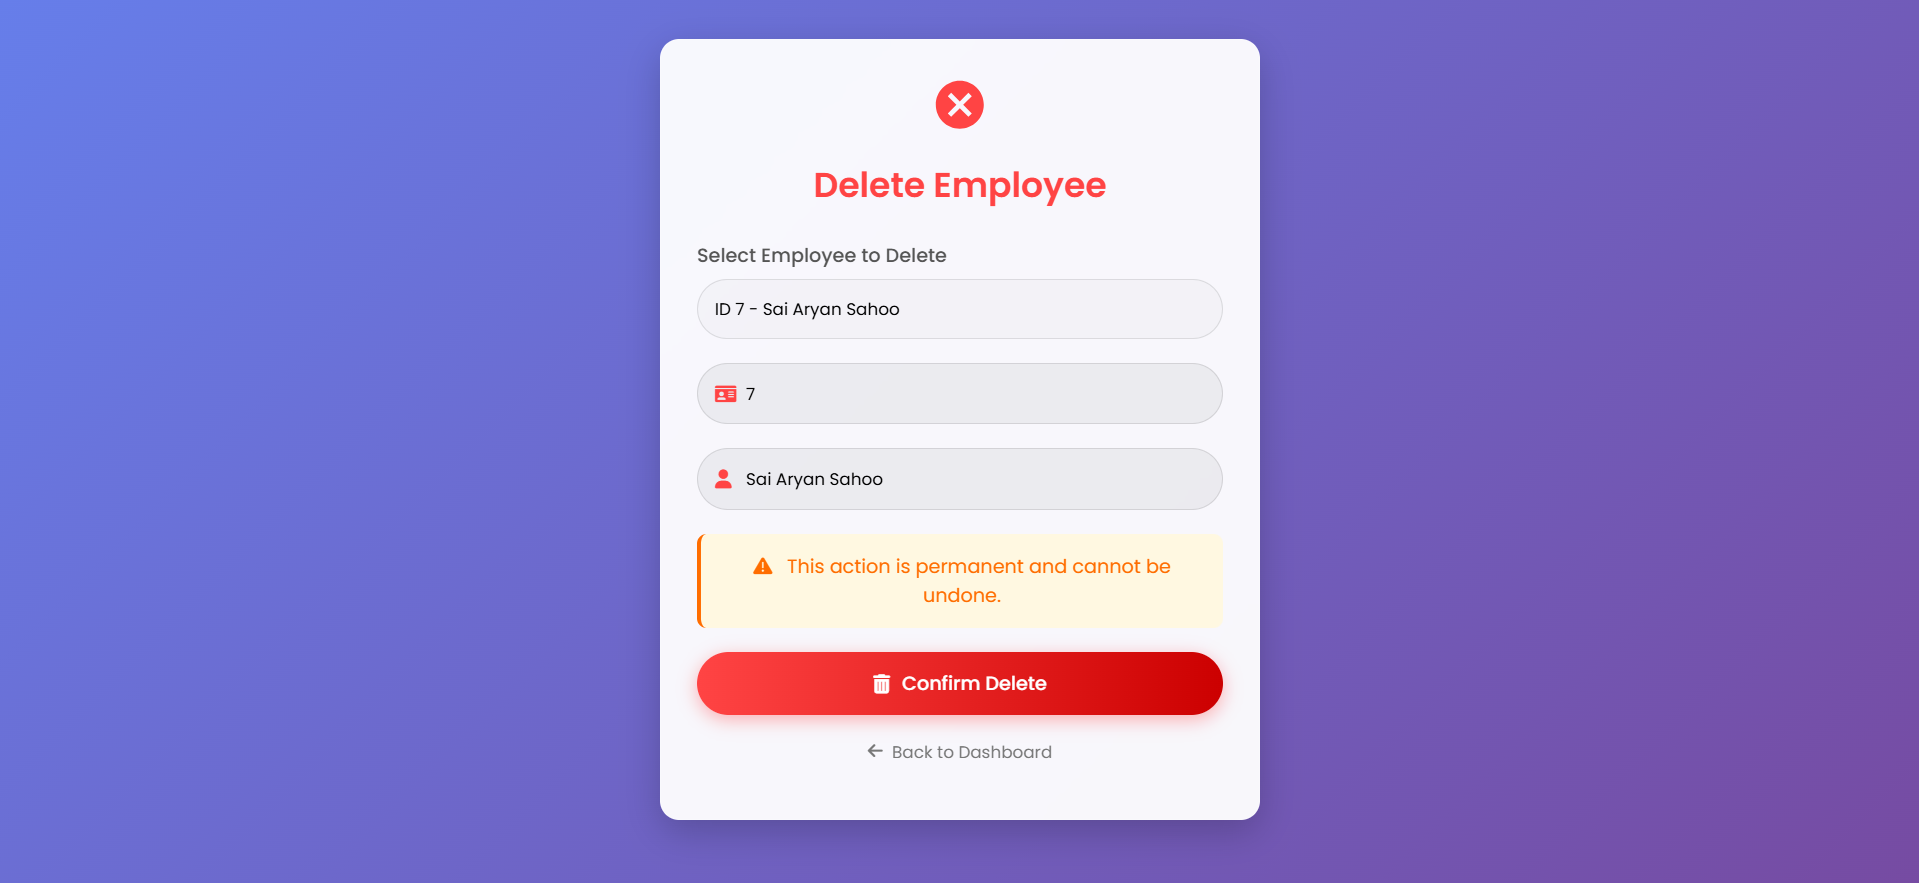 Delete Employee
Select Employee to Delete
ID 7 - Sai Aryan Sahoo
7
Sai Aryan Sahoo
This action is permanent and cannot be
undone.
Confirm Delete
Back to Dashboard